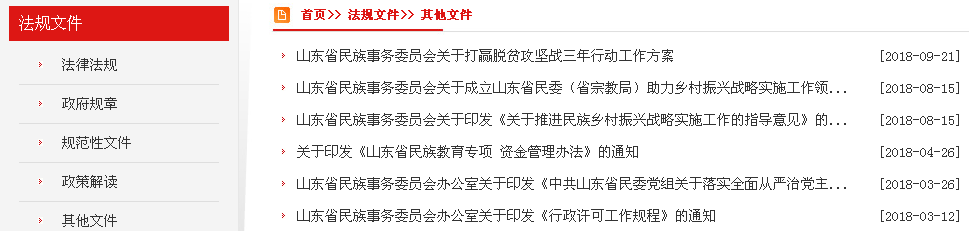 法规文件
法律法规
政府规章
规范性文件
政策解读
其他文件
首页>> 法规文件>> 其他文件
山东省民族事务委员会关于打赢脱贫攻坚战三年行动工作方案 [2018-09-21]
山东省民族事务委员会关于成立山东省民委（省宗教局）助力乡村振兴战略实施工作领... [2018-08-15]
山东省民族事务委员会关于印发《关于推进民族乡村振兴战略实施工作的指导意见》的... [2018-08-15]
关于印发《山东省民族教育专项 资金管理办法》的通知 [2018-04-26]
山东省民族事务委员会办公室关于印发《中共山东省民委党组关于落实全面从严治党主... [2018-03-26]
山东省民族事务委员会办公室关于印发《行政许可工作规程》的通知 [2018-03-12]